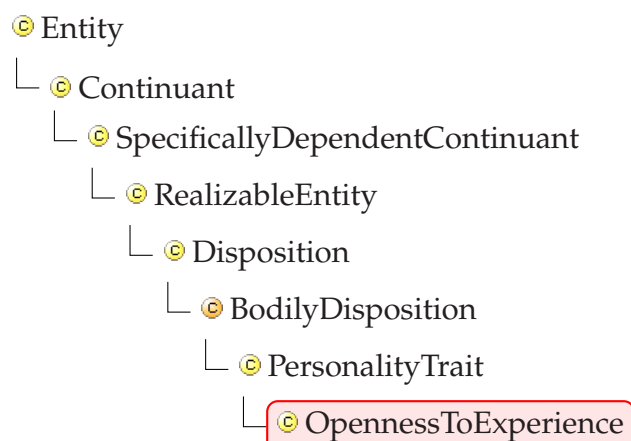 C Entity
C Continuant
C SpecificallyDependentContinuant
C RealizableEntity
C Disposition
C BodilyDisposition
C PersonalityTrait
C OpennessToExperience